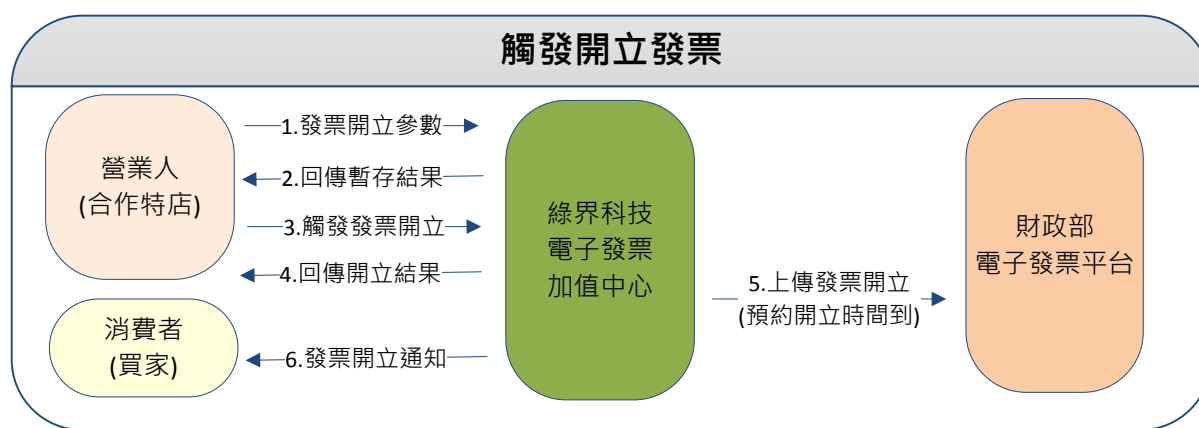 觸發開立發票
營業人
(合作特店)
1.發票開立參數
2.回傳暫存結果
3.觸發發票開立
4.回傳開立結果
消費者
(買家)
6.發票開立通知
綠界科技
電子發票
加值中心
5.上傳發票開立
(預約開立時間到)
財政部
電子發票平台